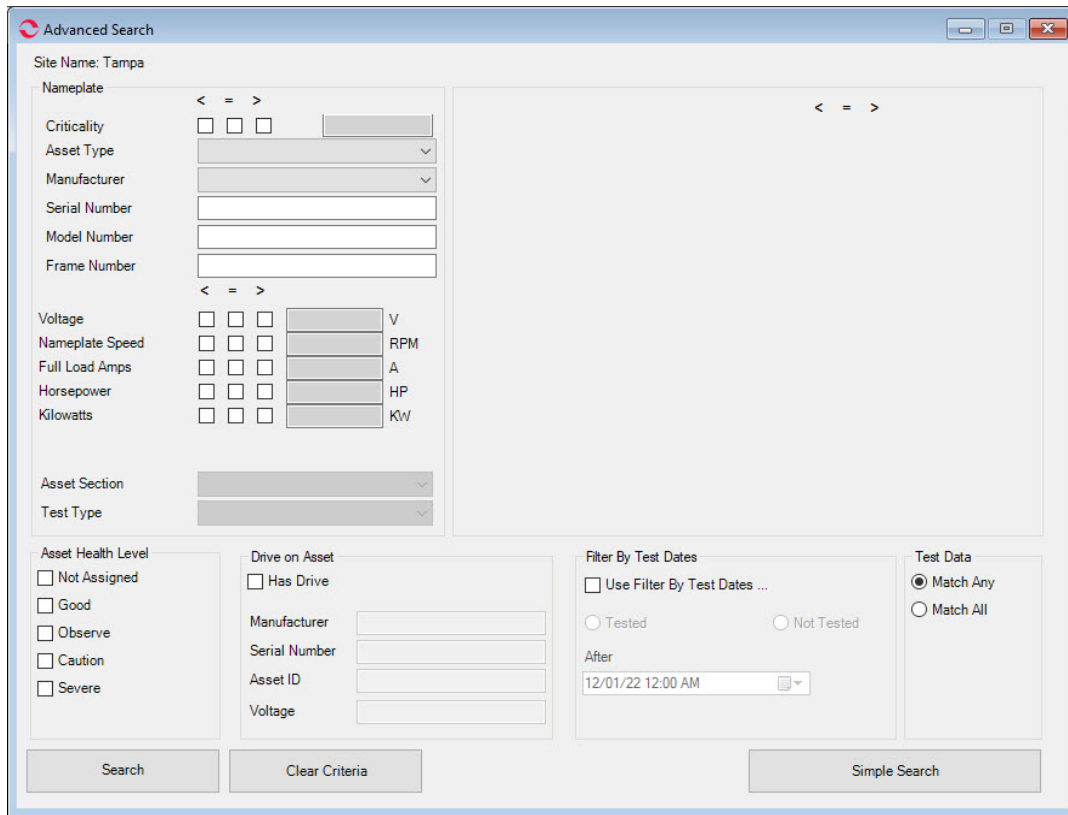 Advanced Search
Site Name: Tampa
Nameplate
< = >
< = >
Criticality
Asset Type
Manufacturer
Serial Number
Model Number
Frame Number
< = >
Voltage V
Nameplate Speed RPM
Full Load Amps A
Horsepower HP
Kilowatts KW
Asset Section
Test Type
Asset Health Level
Not Assigned
Good
Observe
Caution
Severe
Drive on Asset
Has Drive
Manufacturer
Serial Number
Asset ID
Voltage
Filter By Test Dates
Use Filter By Test Dates ...
Tested Not Tested
After
12/01/22 12:00 AM
Test Data
Match Any
Match All
Search Clear Criteria Simple Search